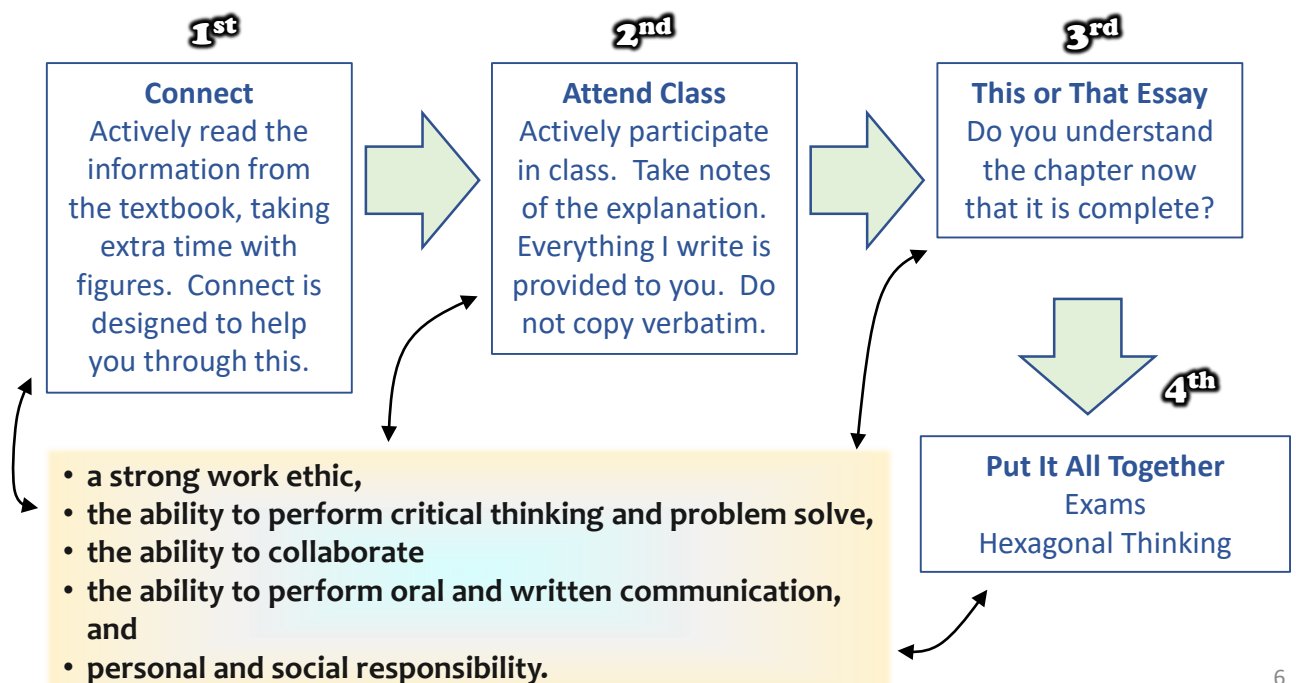 1st
Connect
Actively read the
information from
the textbook, taking
extra time with
figures. Connect is
designed to help
you through this.
2nd
Attend Class
Actively participate
in class. Take notes
of the explanation.
Everything I write is
provided to you. Do
not copy verbatim.
3rd
This or That Essay
Do you understand
the chapter now
that it is complete?
4th
Put It All Together
Exams
Hexagonal Thinking
• a strong work ethic,
• the ability to perform critical thinking and problem solve,
• the ability to collaborate
• the ability to perform oral and written communication,
and
• personal and social responsibility.
6